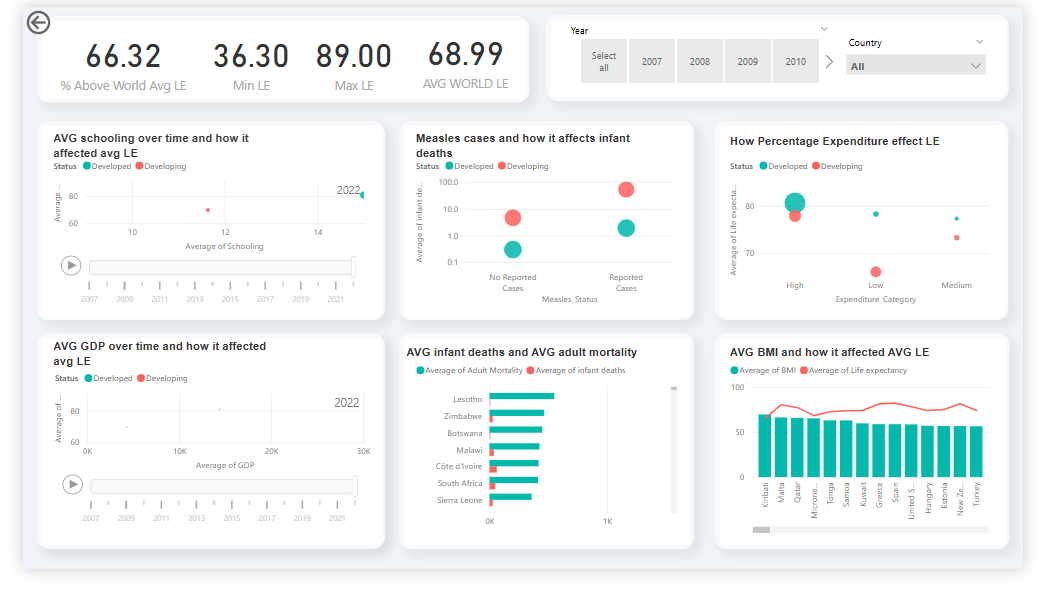 66.32
% Above World Avg LE
36.30
Min LE
89.00
Max LE
68.99
AVG WORLD LE
Year
Select all
2007
2008
2009
2010
Country
All
AVG schooling over time and how it
affected avg LE
Status Developed Developing
2022
Average ...
80
60
10 12 14
Average of Schooling
2007 2009 2011 2013 2015 2017 2019 2021
Measles cases and how it affects infant
deaths
Status Developed Developing
Average of infant de...
100.0
10.0
1.0
0.1
No Reported
Cases
Reported
Cases
Measles_Status
How Percentage Expenditure effect LE
Status Developed Developing
Average of Life expecta...
80
70
High Low Medium
Expenditure_Category
AVG GDP over time and how it affected
avg LE
Status Developed Developing
2022
Average of ...
80
60
0K 10K 20K 30K
Average of GDP
2007 2009 2011 2013 2015 2017 2019 2021
AVG infant deaths and AVG adult mortality
Average of Adult Mortality Average of infant deaths
Lesotho
Zimbabwe
Botswana
Malawi
Côte d'Ivoire
South Africa
Sierra Leone
0K 1K
AVG BMI and how it affected AVG LE
Average of BMI Average of Life expectancy
100
50
0
Kiribati
Malta
Qatar
Microne...
Tonga
Samoa
Kuwait
Greece
Spain
United S...
Hungary
Estonia
New Ze...
Turkey